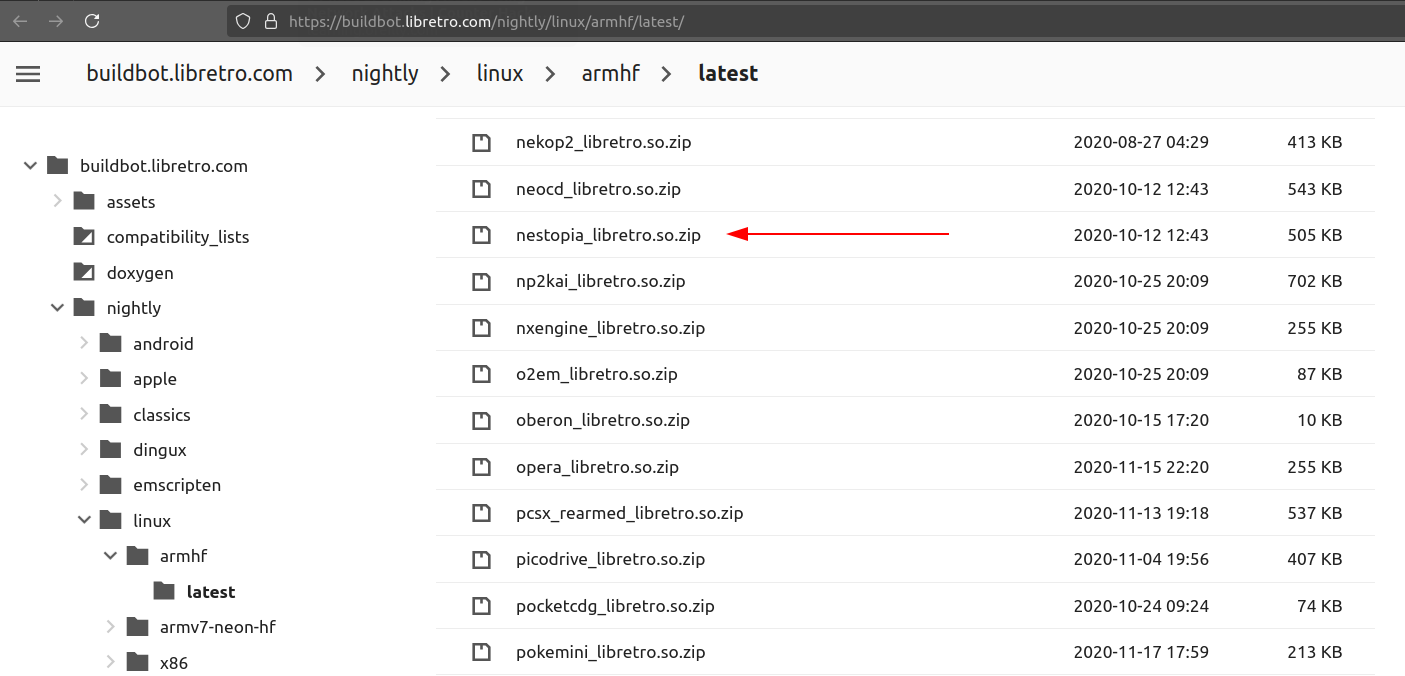 https://buildbot.libretro.com/nightly/linux/armhf/latest/
buildbot.libretro.com > nightly > linux > armhf > latest
buildbot.libretro.com
assets
compatibility_lists
doxygen
nightly
android
apple
classics
dingux
emscripten
linux
armhf
latest
armv7-neon-hf
x86
nekop2_libretro.so.zip 2020-08-27 04:29 413 KB
neocd_libretro.so.zip 2020-10-12 12:43 543 KB
nestopia_libretro.so.zip 2020-10-12 12:43 505 KB
np2kai_libretro.so.zip 2020-10-25 20:09 702 KB
nxengine_libretro.so.zip 2020-10-25 20:09 255 KB
o2em_libretro.so.zip 2020-10-25 20:09 87 KB
oberon_libretro.so.zip 2020-10-15 17:20 10 KB
opera_libretro.so.zip 2020-11-15 22:20 255 KB
pcsx_rearmed_libretro.so.zip 2020-11-13 19:18 537 KB
picodrive_libretro.so.zip 2020-11-04 19:56 407 KB
pocketcdg_libretro.so.zip 2020-10-24 09:24 74 KB
pokemini_libretro.so.zip 2020-11-17 17:59 213 KB